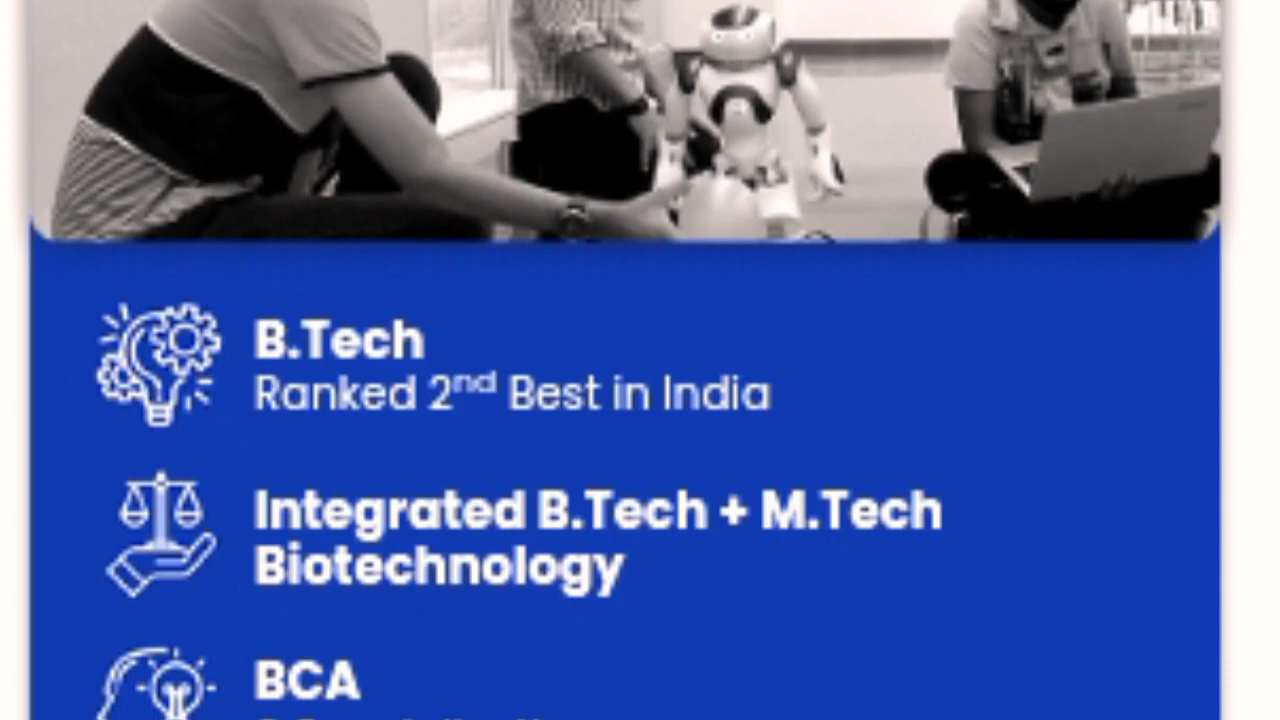 B.Tech
Ranked 2nd Best in India
Integrated B.Tech + M.Tech
Biotechnology
BCA